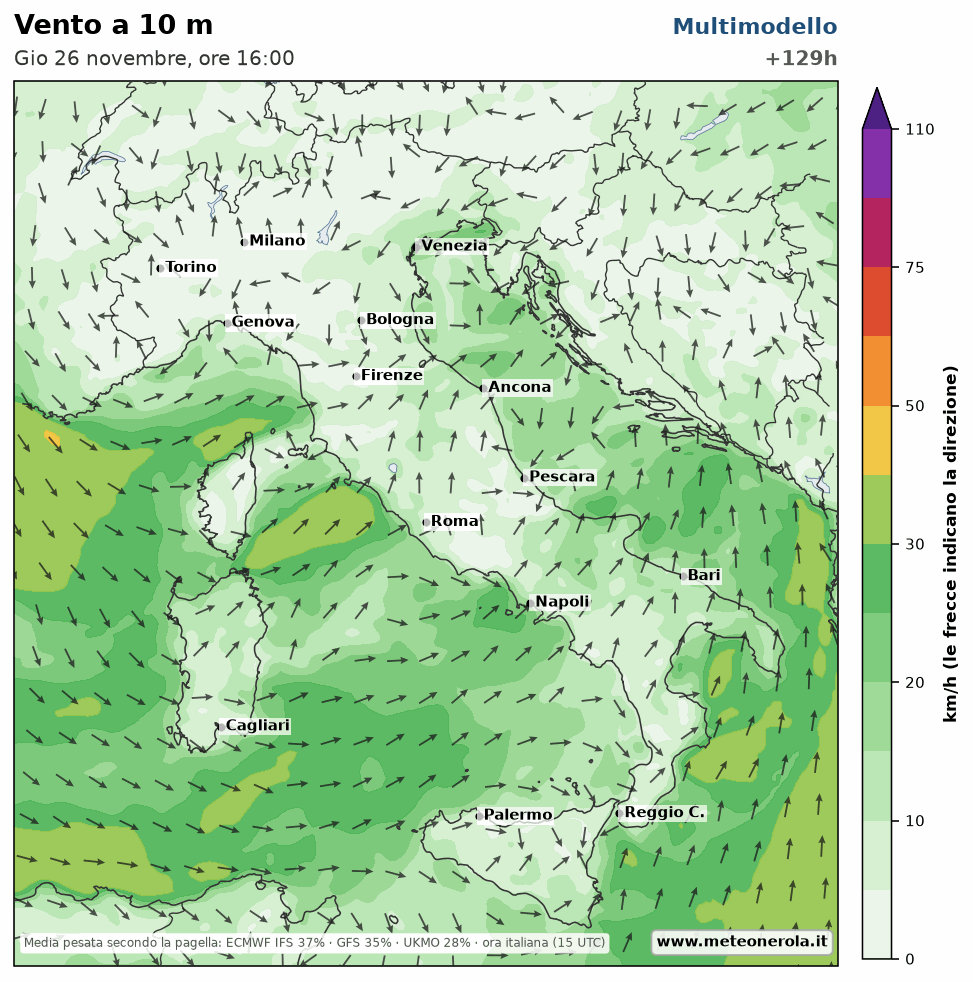 Vento a 10 m
Multimodello
Gio 26 novembre, ore 16:00
+129h
110
Milano
Venezia
Torino
75
Genova
Bologna
Firenze
Ancona
50
Pescara
Roma
30
Bari
Napoli
20
Cagliari
Palermo
Reggio C.
10
0
km/h (le frecce indicano la direzione)
Media pesata secondo la pagella: ECMWF IFS 37% · GFS 35% · UKMO 28% · ora italiana (15 UTC)
www.meteonerola.it